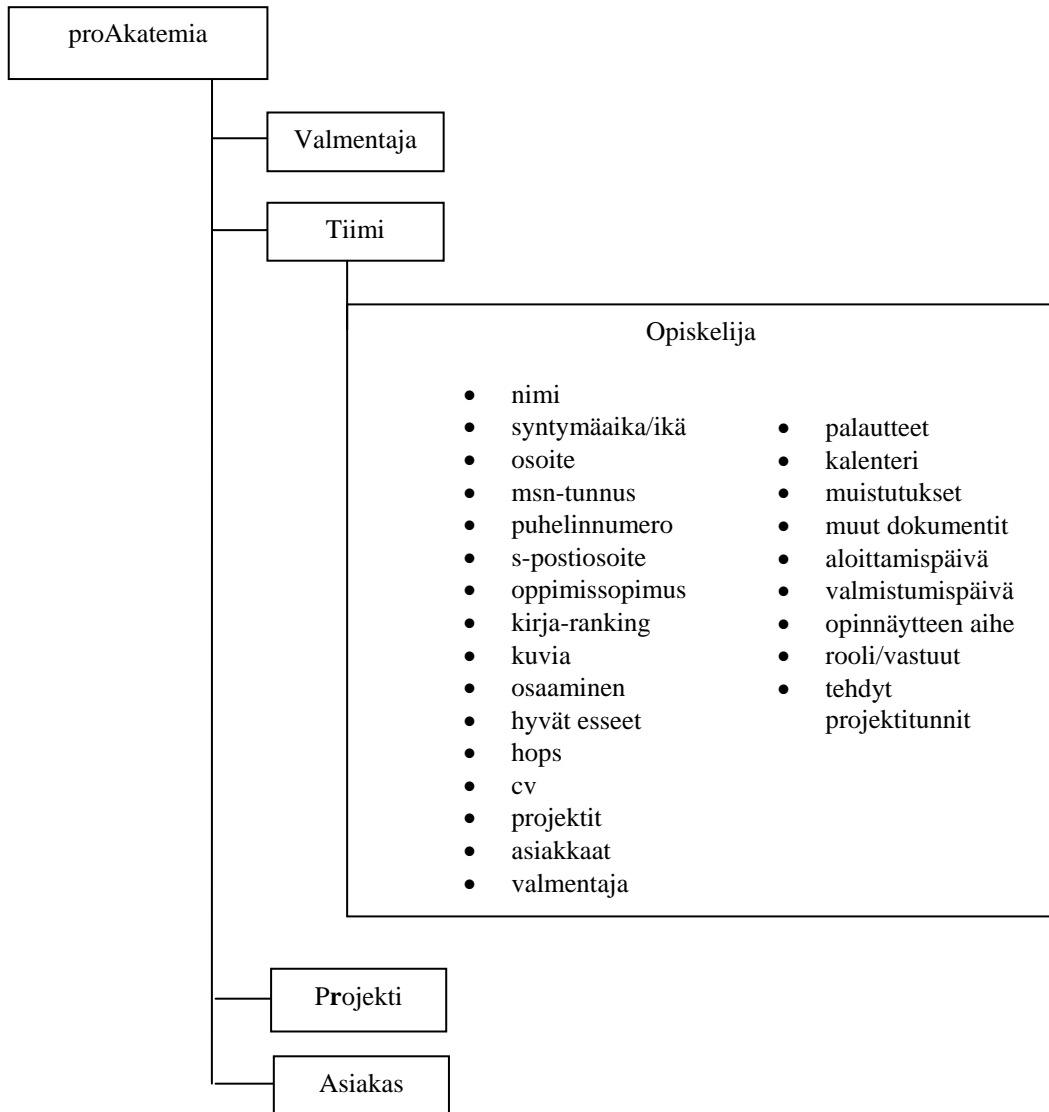 proAkatemia
Valmentaja
Tiimi
Opiskelija
• nimi
• syntymäaika/ikä
• osoite
• msn-tunnus
• puhelinnumero
• s-postiosoite
• oppimissopimus
• kirja-ranking
• kuvia
• osaaminen
• hyvät esseet
• hops
• cv
• projektit
• asiakkaat
• valmentaja
• palautteet
• kalenteri
• muistutukset
• muut dokumentit
• aloittamispäivä
• valmistumispäivä
• opinnäytteen aihe
• rooli/vastuut
• tehdyt
projektitunnit
Projekti
Asiakas